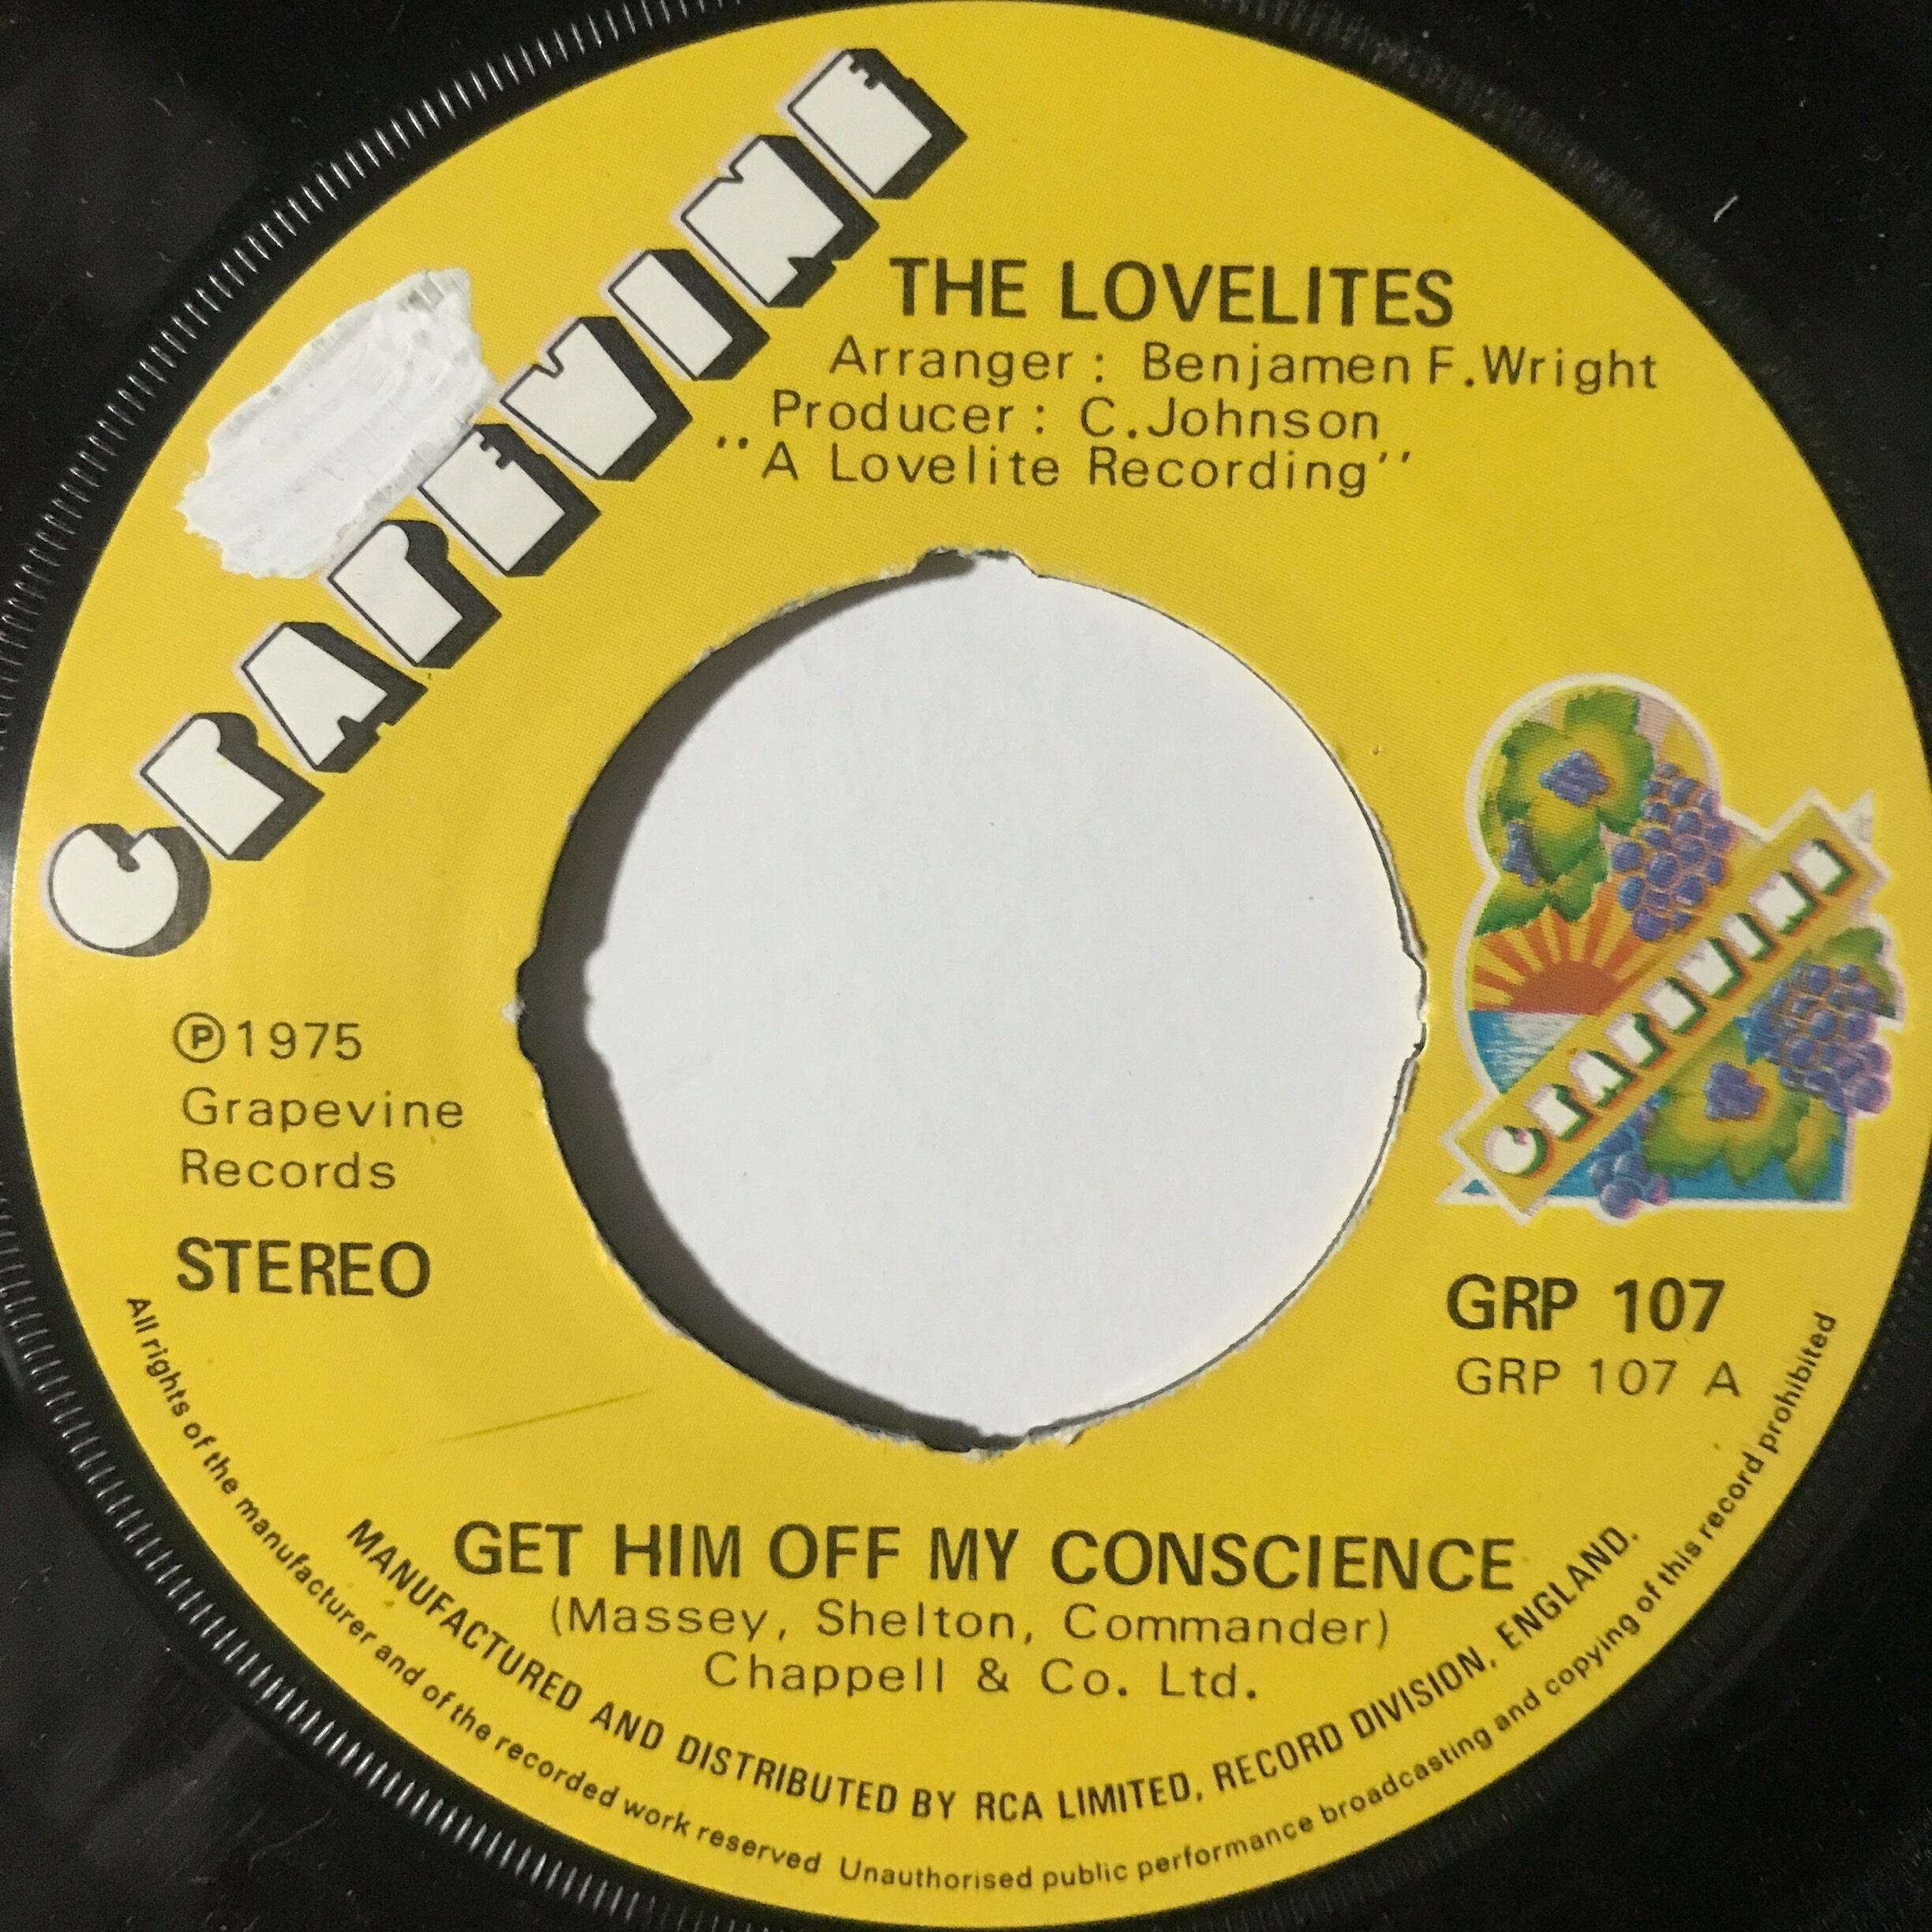 GRAPEVINE
THE LOVELITES
Arranger : Benjamen F.Wright
Producer : C.Johnson
"A Lovelite Recording"
GRAPEVINE
℗1975
Grapevine
Records
STEREO
GRP 107
GRP 107 A
GET HIM OFF MY CONSCIENCE
(Massey, Shelton, Commander)
Chappell & Co. Ltd.
MANUFACTURED AND DISTRIBUTED BY RCA LIMITED, RECORD DIVISION, ENGLAND.
All rights of the manufacturer and of the recorded work reserved Unauthorised public performance broadcasting and copying of this record prohibited